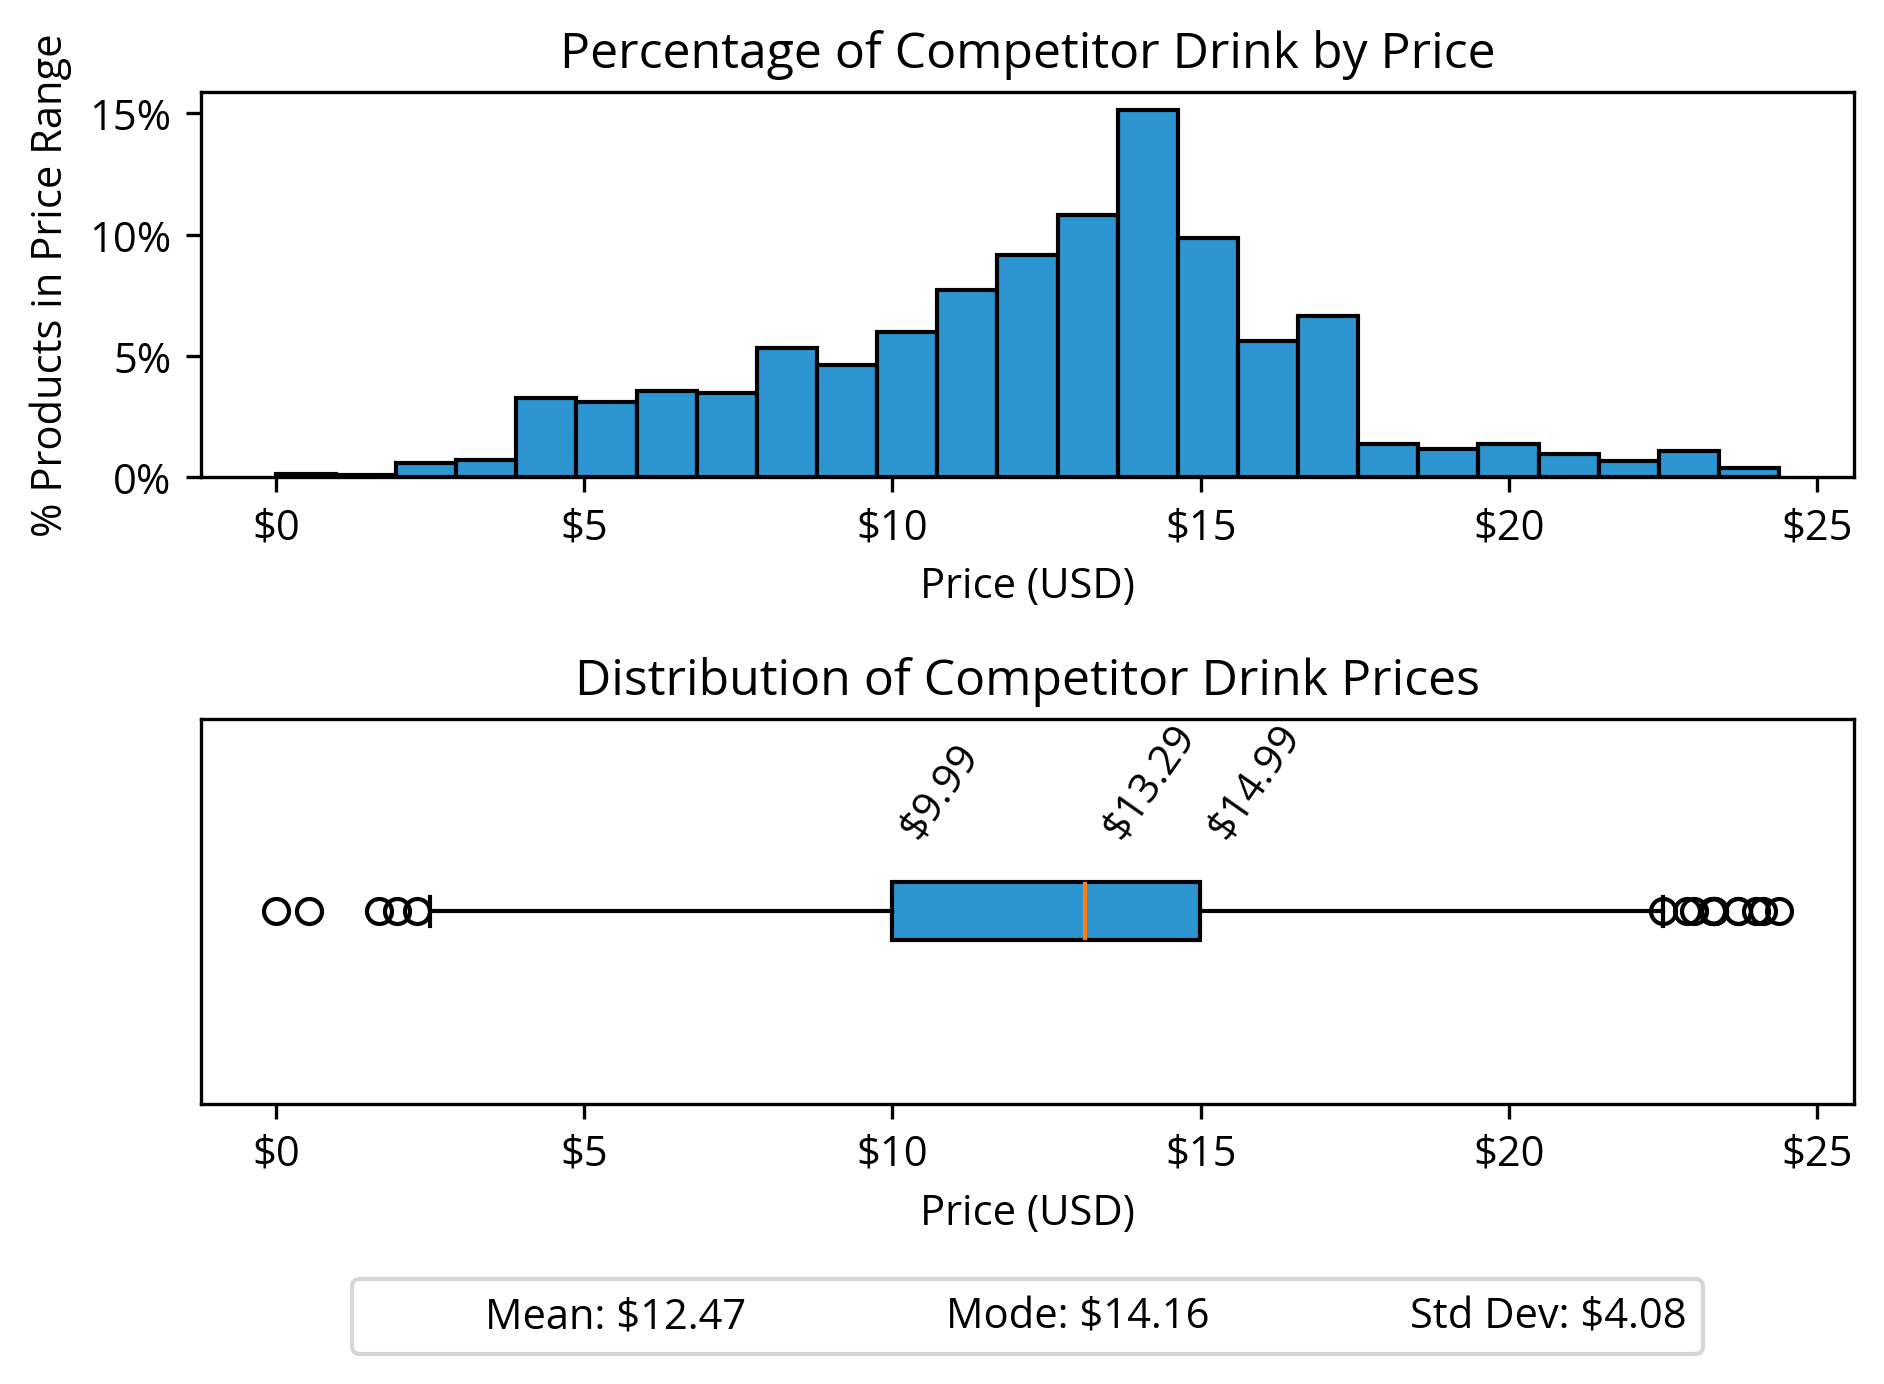 Percentage of Competitor Drink by Price
% Products in Price Range
15%
10%
5%
0%
$0 $5 $10 $15 $20 $25
Price (USD)
Distribution of Competitor Drink Prices
$9.99 $13.29 $14.99
$0 $5 $10 $15 $20 $25
Price (USD)
Mean: $12.47 Mode: $14.16 Std Dev: $4.08